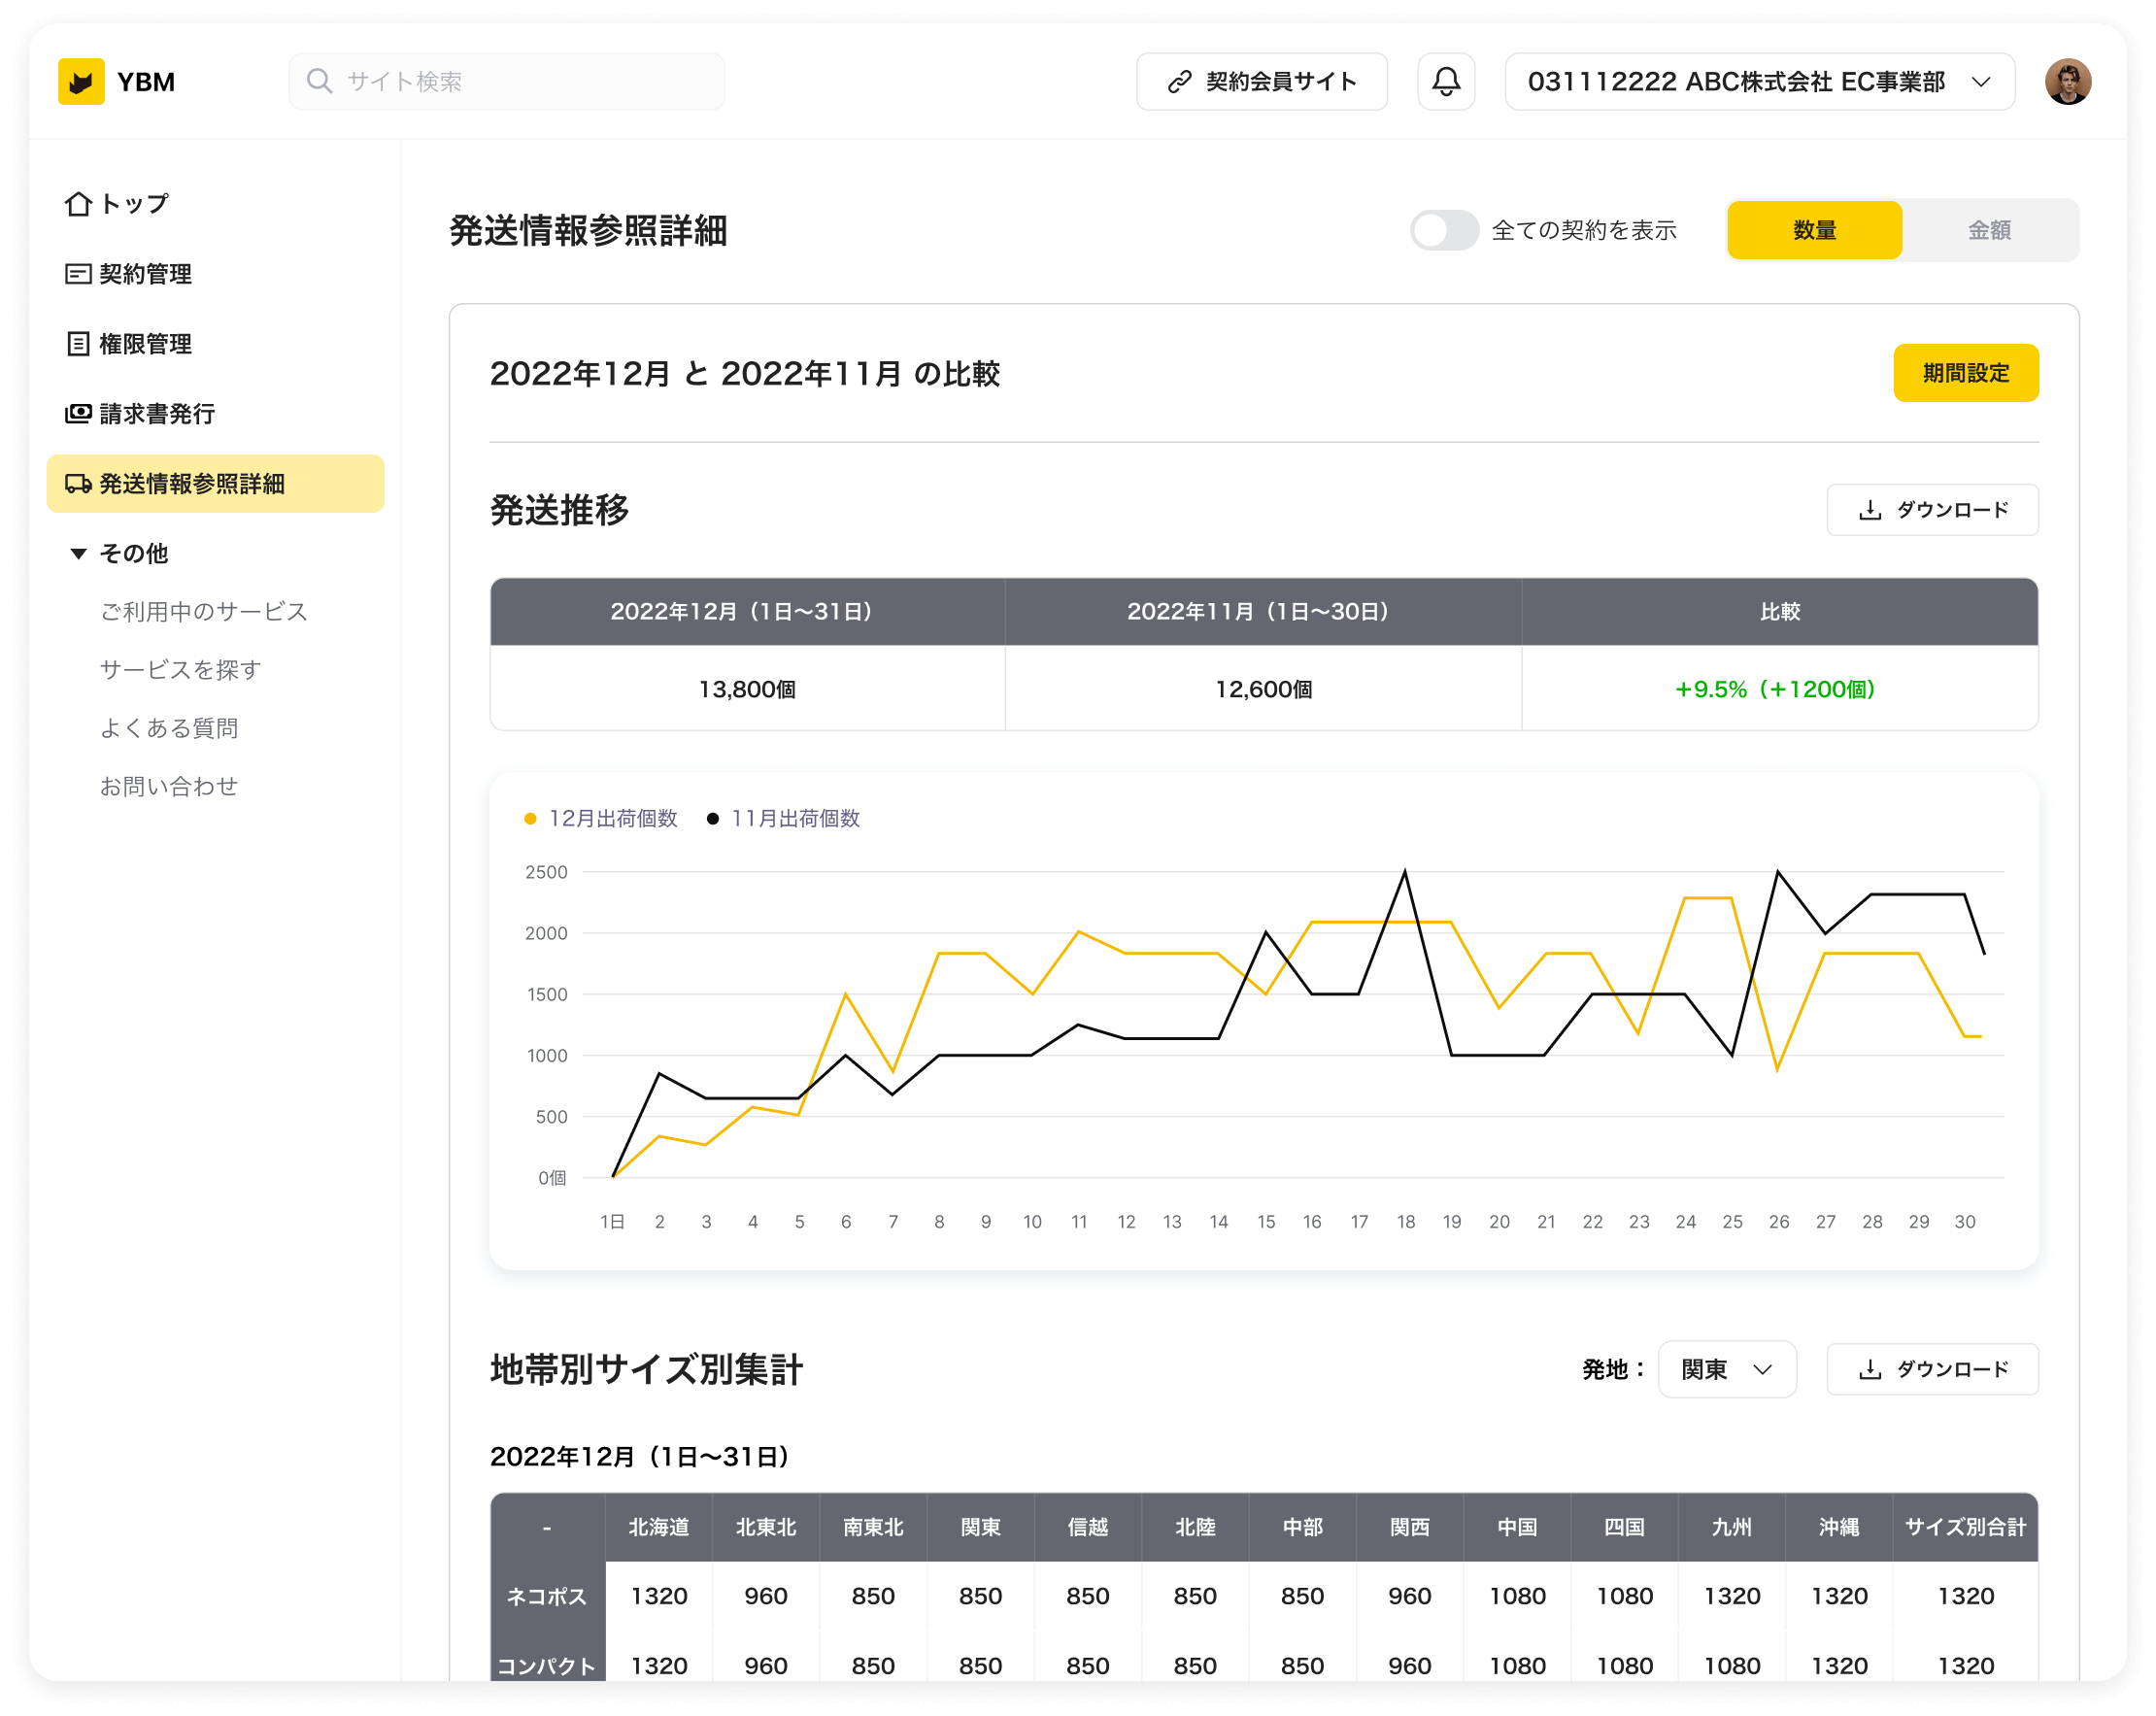 YBM
サイト検索
契約会員サイト
031112222 ABC株式会社 EC事業部
トップ
契約管理
権限管理
請求書発行
発送情報参照詳細
その他
ご利用中のサービス
サービスを探す
よくある質問
お問い合わせ
発送情報参照詳細
全ての契約を表示
数量 金額
2022年12月 と 2022年11月 の比較
期間設定
発送推移
ダウンロード
2022年12月（1日〜31日） 2022年11月（1日〜30日） 比較
13,800個 12,600個 +9.5%（+1200個）
12月出荷個数 11月出荷個数
2500
2000
1500
1000
500
0個
1日 2 3 4 5 6 7 8 9 10 11 12 13 14 15 16 17 18 19 20 21 22 23 24 25 26 27 28 29 30
地帯別サイズ別集計
発地： 関東
ダウンロード
2022年12月（1日〜31日）
- 北海道 北東北 南東北 関東 信越 北陸 中部 関西 中国 四国 九州 沖縄 サイズ別合計
ネコポス 1320 960 850 850 850 850 850 960 1080 1080 1320 1320 1320
コンパクト 1320 960 850 850 850 850 850 960 1080 1080 1080 1320 1320